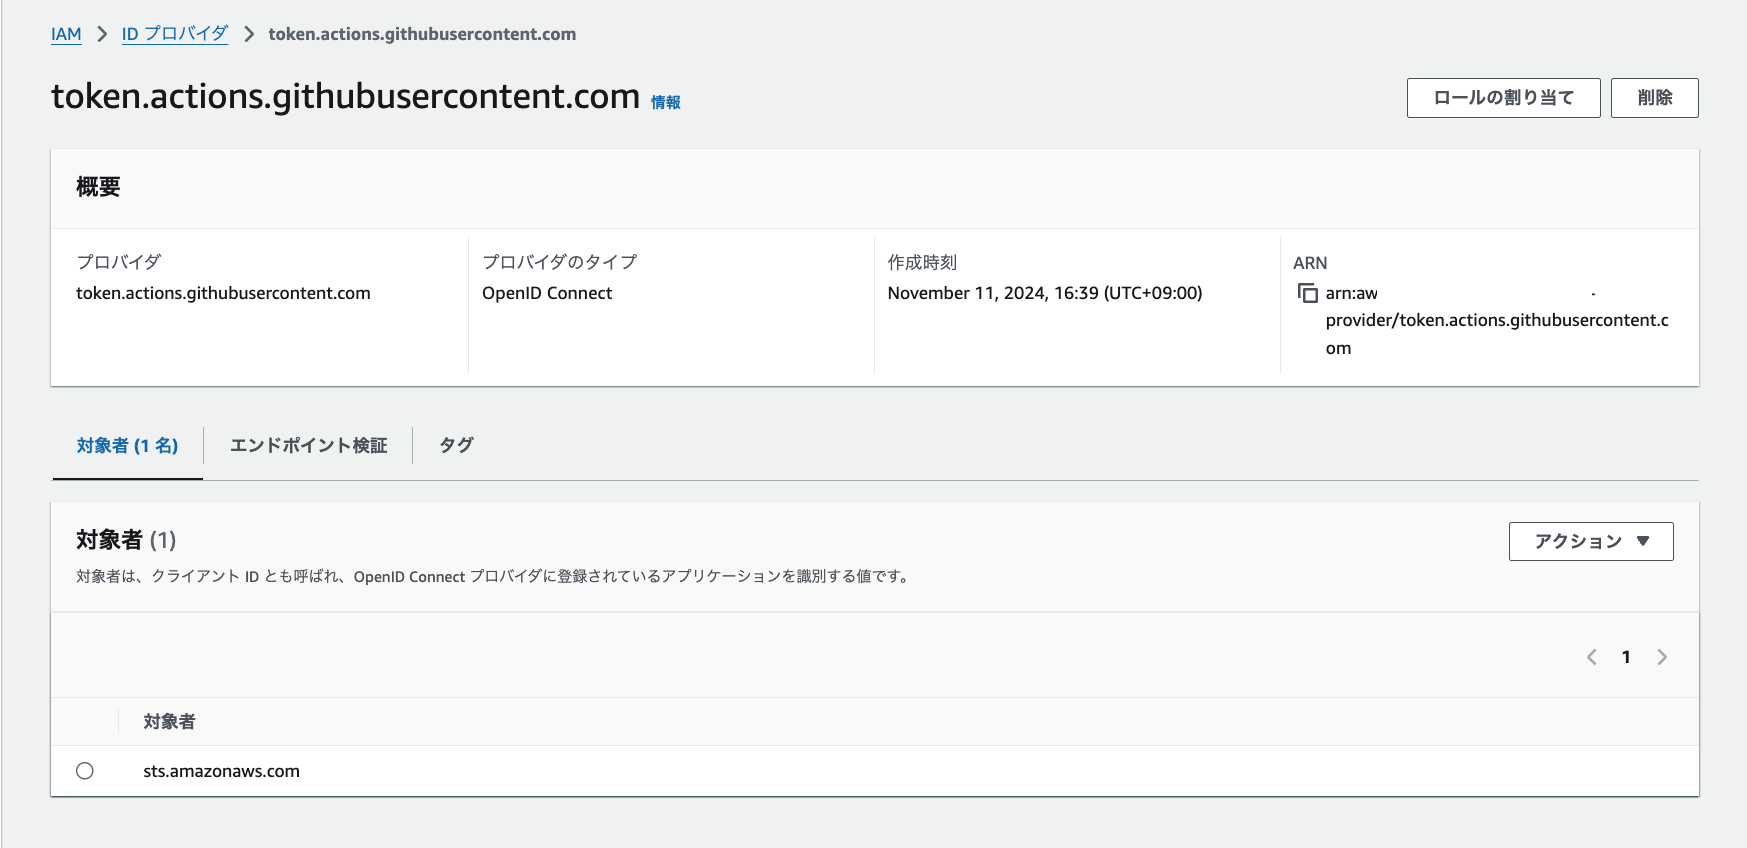 IAM > ID プロバイダ > token.actions.githubusercontent.com
token.actions.githubusercontent.com 情報
ロールの割り当て 削除
概要
プロバイダ
token.actions.githubusercontent.com
プロバイダのタイプ
OpenID Connect
作成時刻
November 11, 2024, 16:39 (UTC+09:00)
ARN
arn:aw -
provider/token.actions.githubusercontent.c
om
対象者 (1 名) エンドポイント検証 タグ
対象者 (1)
アクション ▼
対象者は、クライアント ID とも呼ばれ、OpenID Connect プロバイダに登録されているアプリケーションを識別する値です。
< 1 >
対象者
sts.amazonaws.com